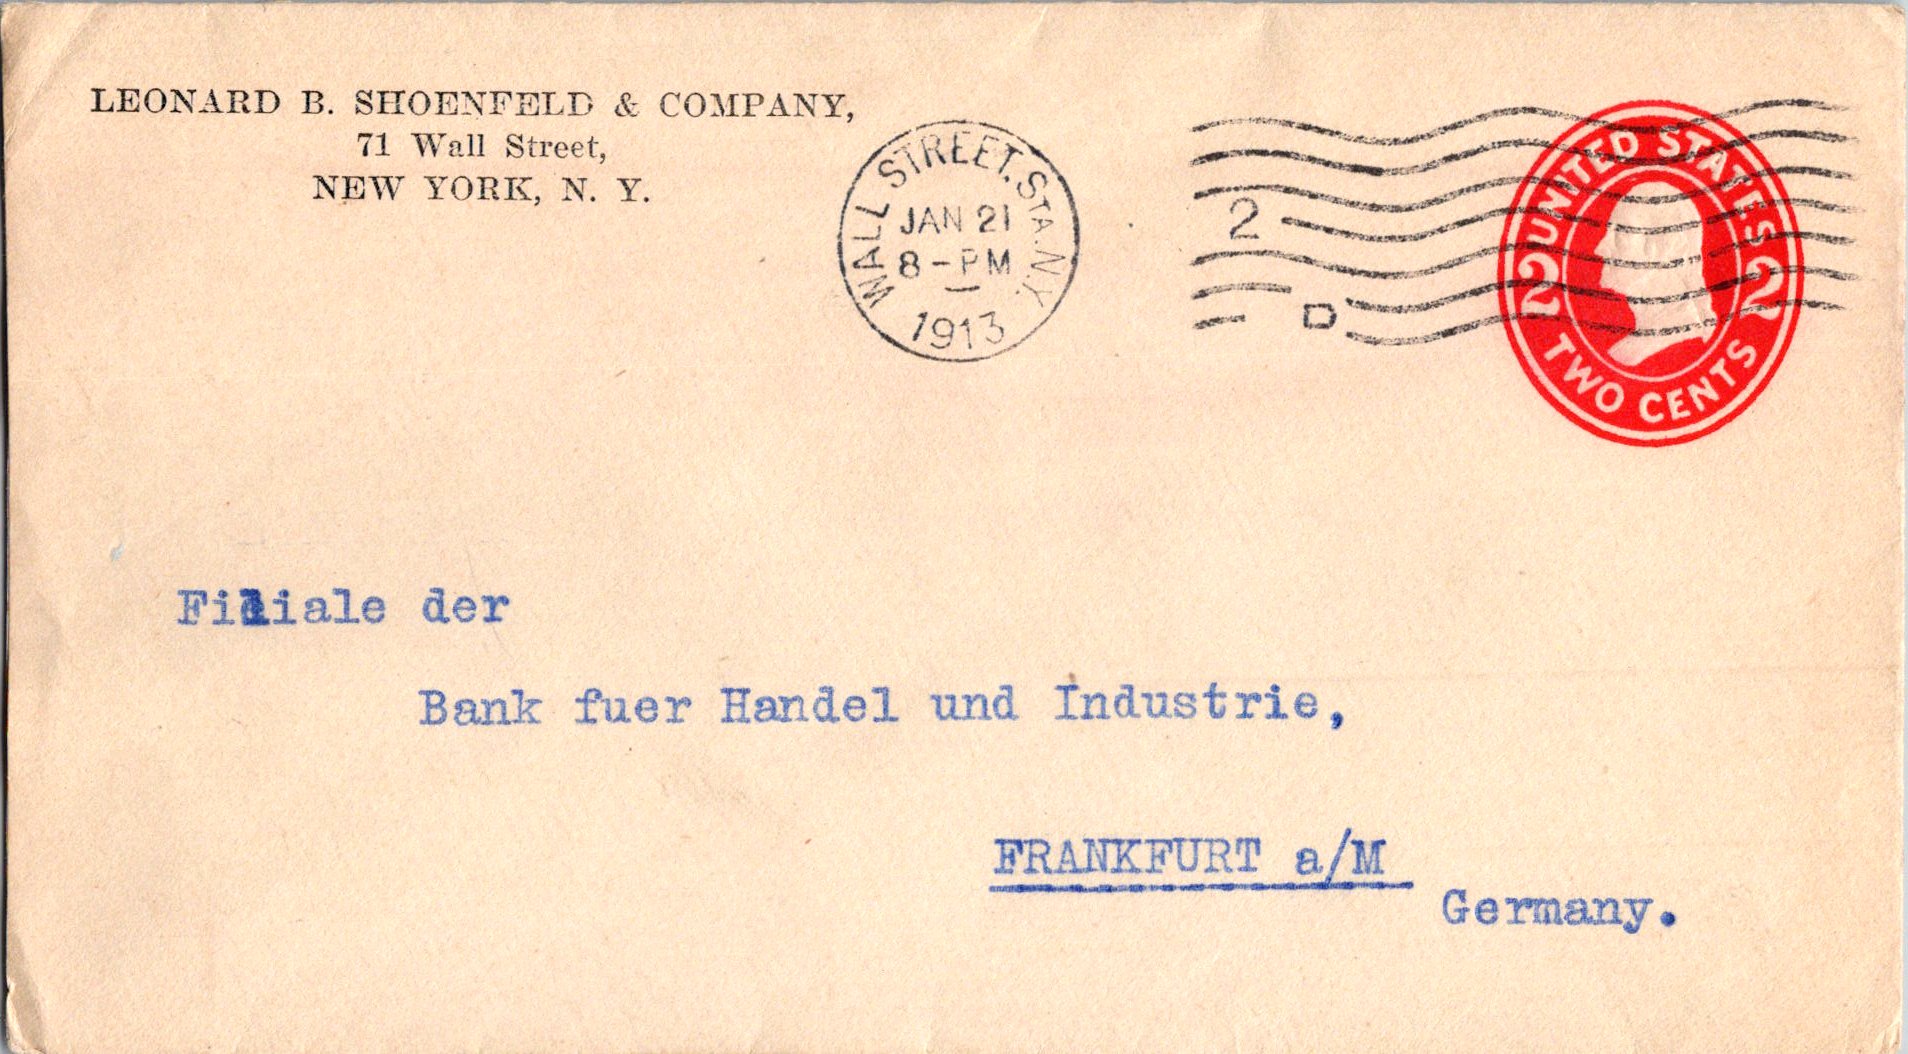 LEONARD B. SHOENFELD & COMPANY,
71 Wall Street,
NEW YORK, N. Y.
WALL STREET. STA. N.Y.
JAN 21
8-PM
1913
2
D
UNITED STATES
2 2
TWO CENTS
Filiale der
Bank fuer Handel und Industrie,
FRANKFURT a/M
Germany.